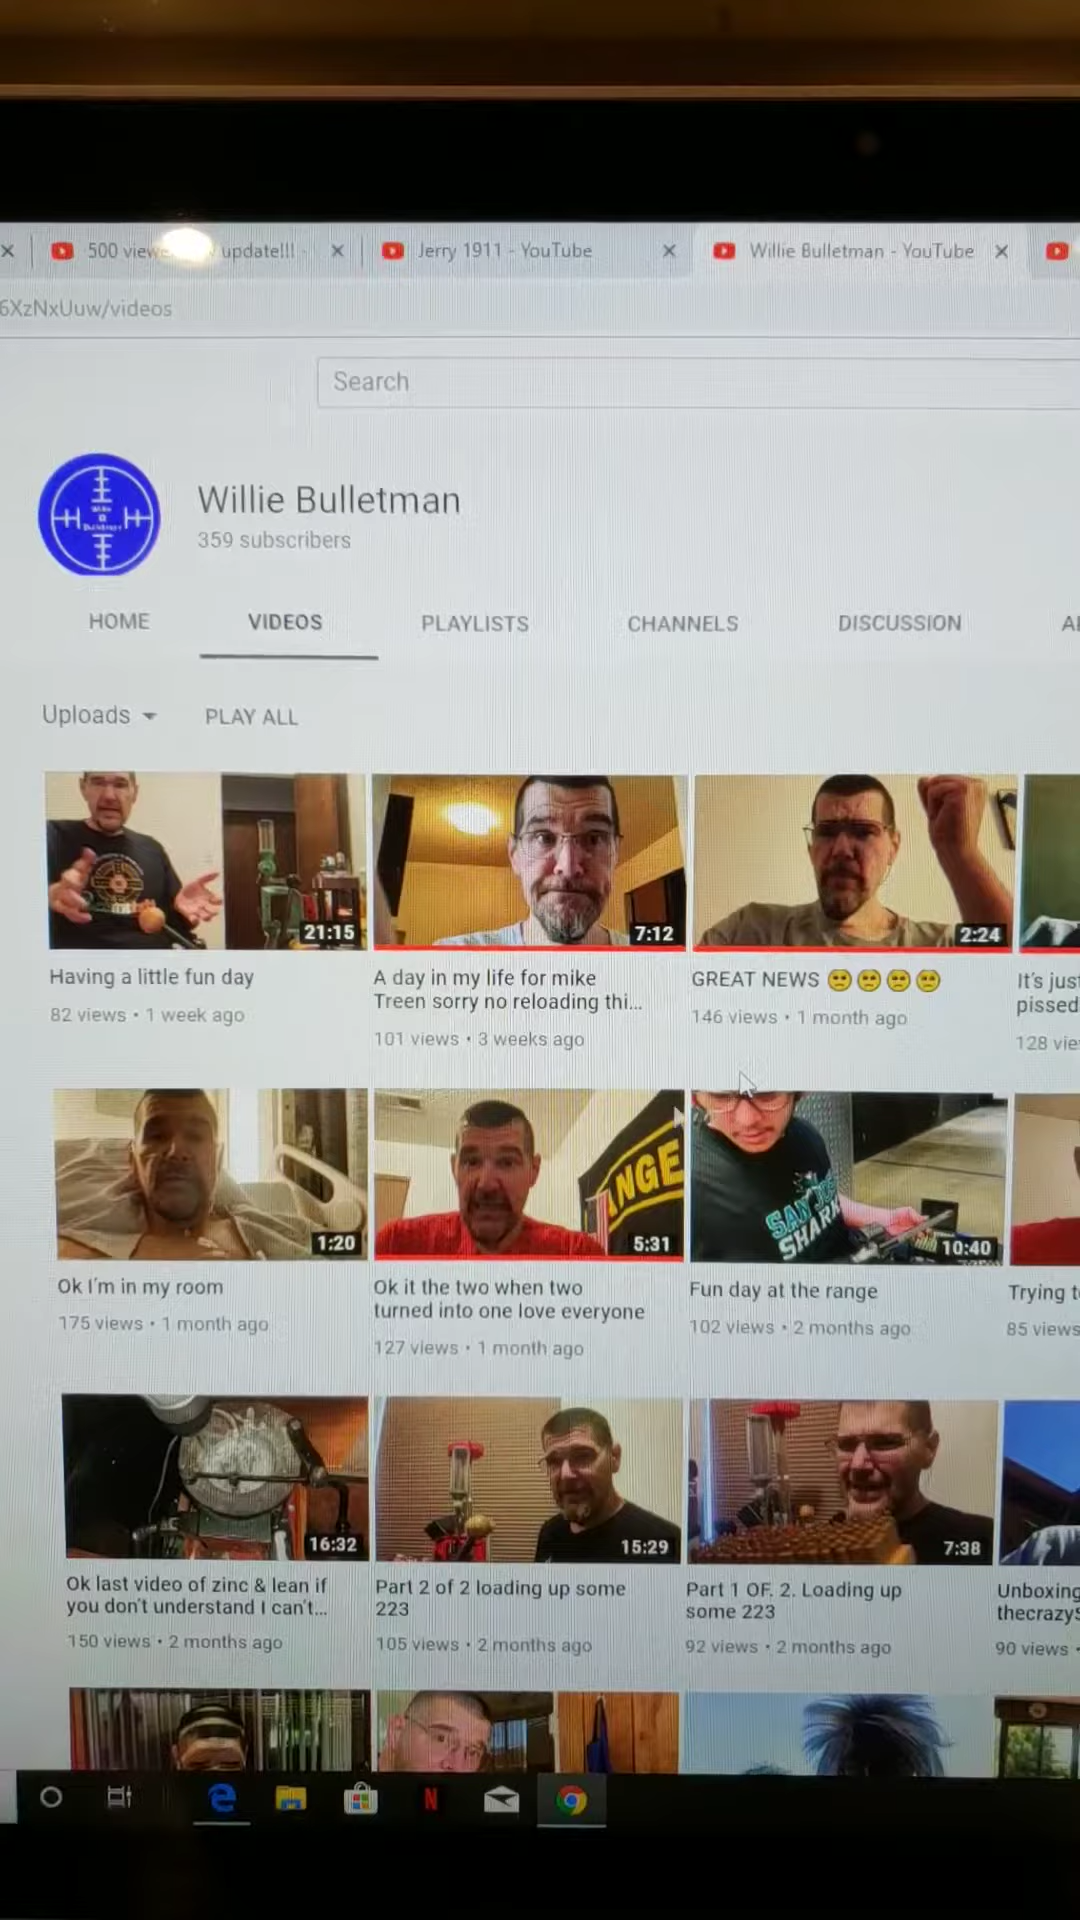 500 view
update!!! -
Jerry 1911 - YouTube
Willie Bulletman - YouTube
6XzNxUuw/videos
Search
Willie Bulletman
359 subscribers
HOME
VIDEOS
PLAYLISTS
CHANNELS
DISCUSSION
Uploads
PLAY ALL
21:15
7:12
2:24
Having a little fun day
82 views • 1 week ago
A day in my life for mike
Treen sorry no reloading thi...
101 views • 3 weeks ago
GREAT NEWS 😐😐😐😐
146 views • 1 month ago
It's jus
pissed
128 vie
ANGE
SAN JOS
SHARK
1:20
5:31
10:40
Ok I'm in my room
175 views • 1 month ago
Ok it the two when two
turned into one love everyone
127 views • 1 month ago
Fun day at the range
102 views • 2 months ago
Trying t
85 views
16:32
15:29
7:38
Ok last video of zinc & lean if
you don't understand I can't...
150 views • 2 months ago
Part 2 of 2 loading up some
223
105 views • 2 months ago
Part 1 OF. 2. Loading up
some 223
92 views • 2 months ago
Unboxing
thecrazyS
90 views •